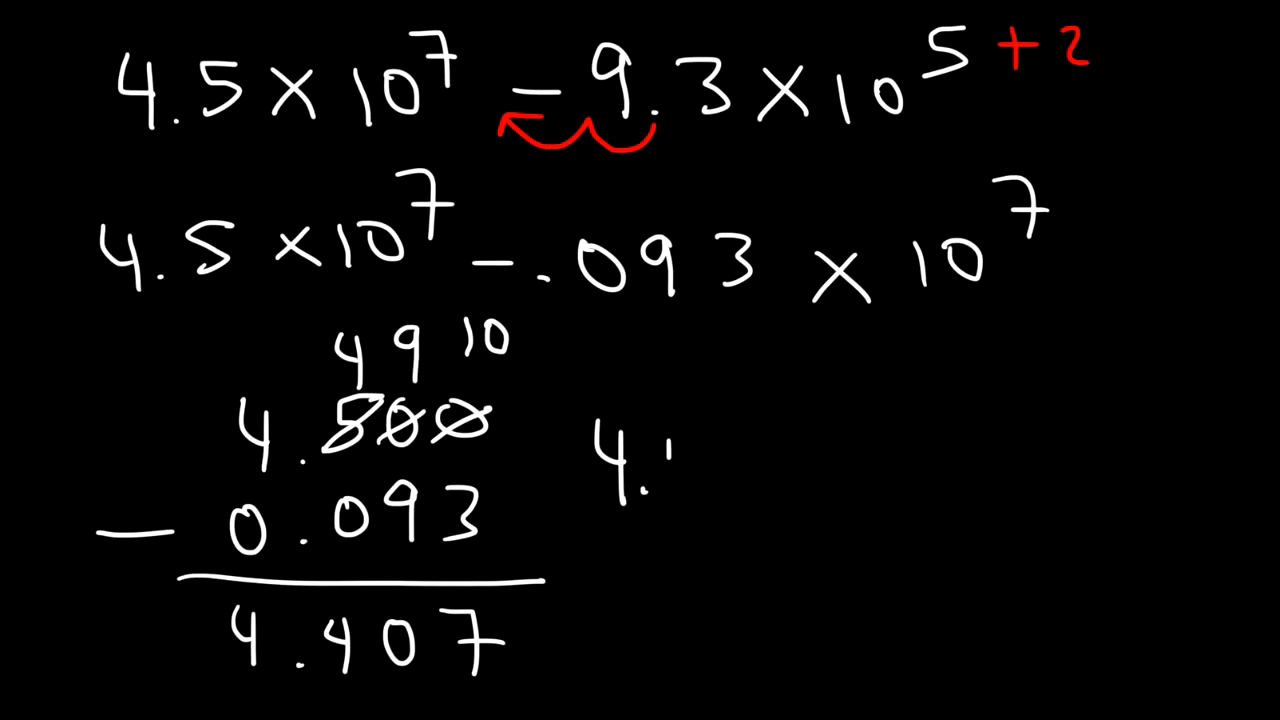 4.5 × 10^7 − 9.3 × 10^5 + 2
4.5 × 10^7 − .093 × 10^7
4 9 10
4.500
− 0.093
4.407
4.